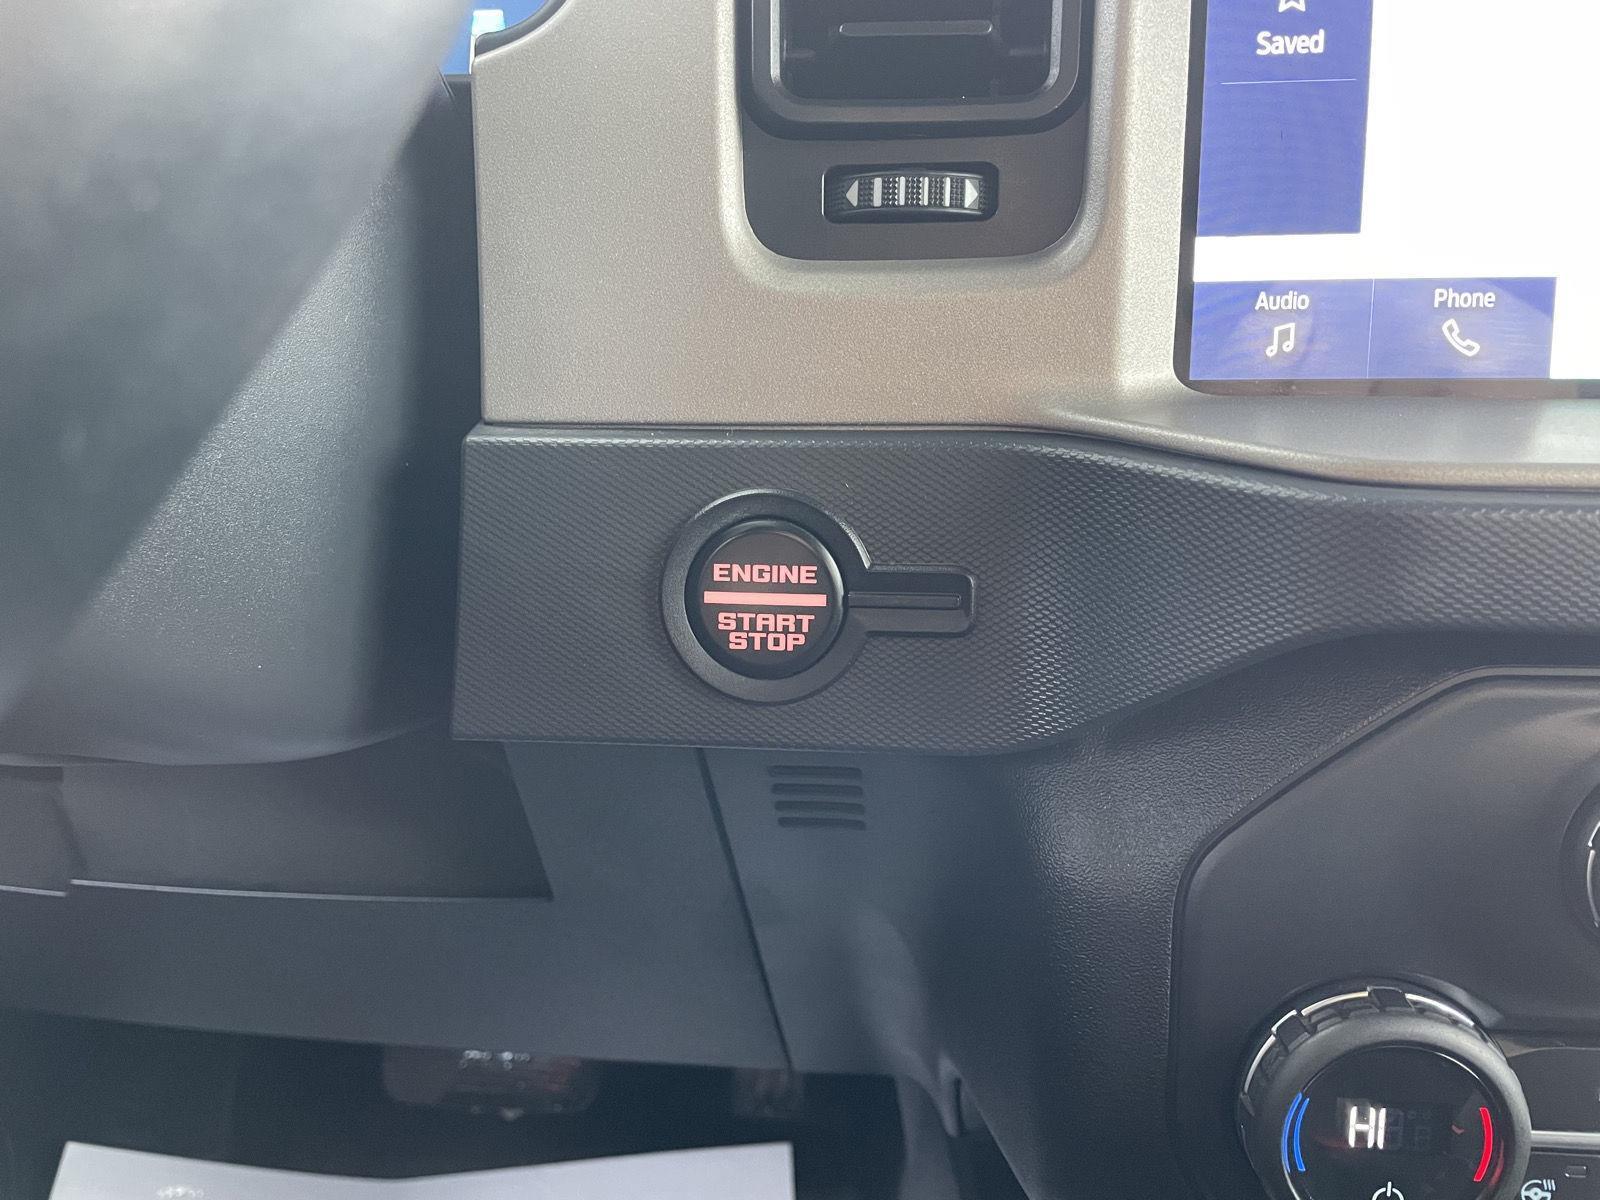 Saved
Audio
Phone
ENGINE
START
STOP
HI